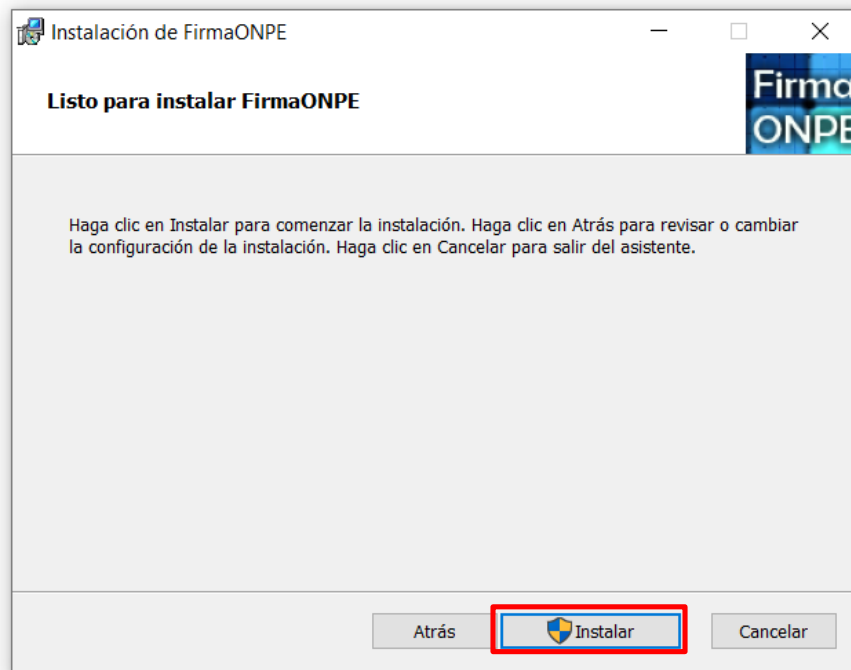 Instalación de FirmaONPE
Listo para instalar FirmaONPE
Firma
ONPE
Haga clic en Instalar para comenzar la instalación. Haga clic en Atrás para revisar o cambiar
la configuración de la instalación. Haga clic en Cancelar para salir del asistente.
Atrás Instalar Cancelar